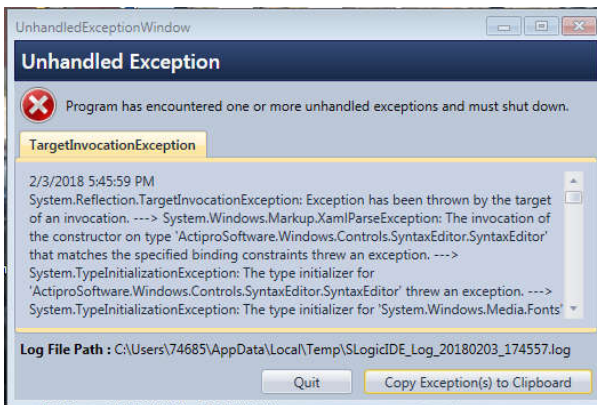 UnhandledExceptionWindow
Unhandled Exception
Program has encountered one or more unhandled exceptions and must shut down.
TargetInvocationException
2/3/2018 5:45:59 PM
System.Reflection.TargetInvocationException: Exception has been thrown by the target
of an invocation. ---> System.Windows.Markup.XamlParseException: The invocation of
the constructor on type 'ActiproSoftware.Windows.Controls.SyntaxEditor.SyntaxEditor'
that matches the specified binding constraints threw an exception. --->
System.TypeInitializationException: The type initializer for
'ActiproSoftware.Windows.Controls.SyntaxEditor.SyntaxEditor' threw an exception. --->
System.TypeInitializationException: The type initializer for 'System.Windows.Media.Fonts'
Log File Path : C:\Users\74685\AppData\Local\Temp\SLogicIDE_Log_20180203_174557.log
Quit
Copy Exception(s) to Clipboard